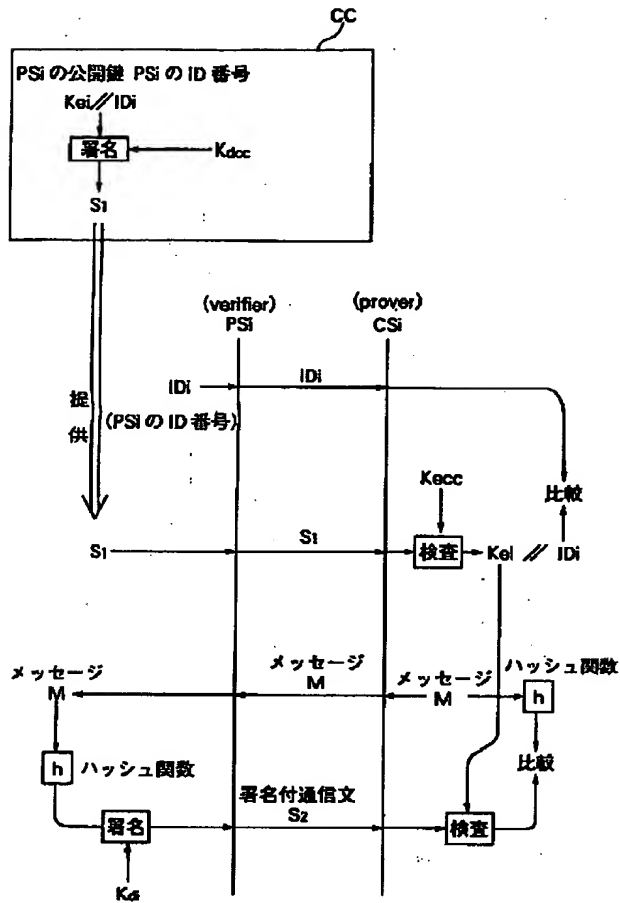 CC
PSiの公開鍵 PSiのID番号
Kei // IDi
署名
Kdcc
S1
(verifier)
PSi
(prover)
CSi
提供
IDi
IDi
(PSiのID番号)
Kecc
比較
S1
S1
検査
Kei // IDi
メッセージ
M
メッセージ
M
メッセージ
M
ハッシュ関数
h
h
ハッシュ関数
比較
署名付通信文
S2
署名
検査
Kdi